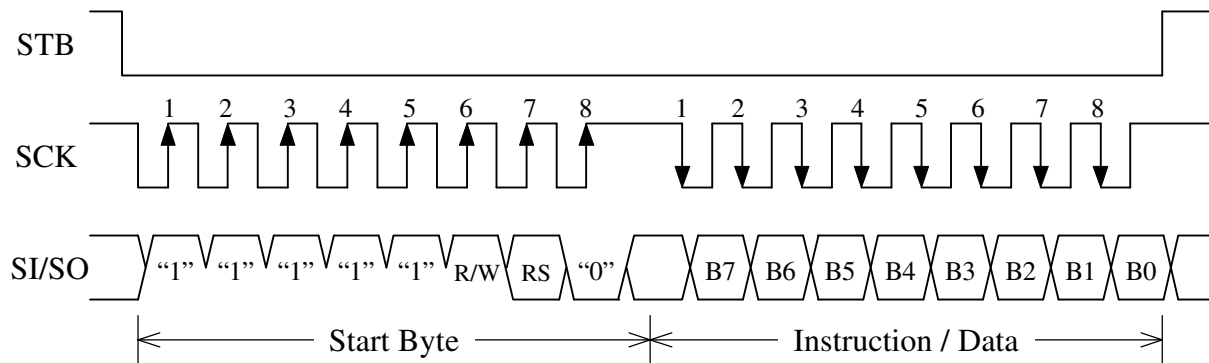 STB
1 2 3 4 5 6 7 8 1 2 3 4 5 6 7 8
SCK
SI/SO “1” “1” “1” “1” “1” R/W RS “0” B7 B6 B5 B4 B3 B2 B1 B0
Start Byte Instruction / Data